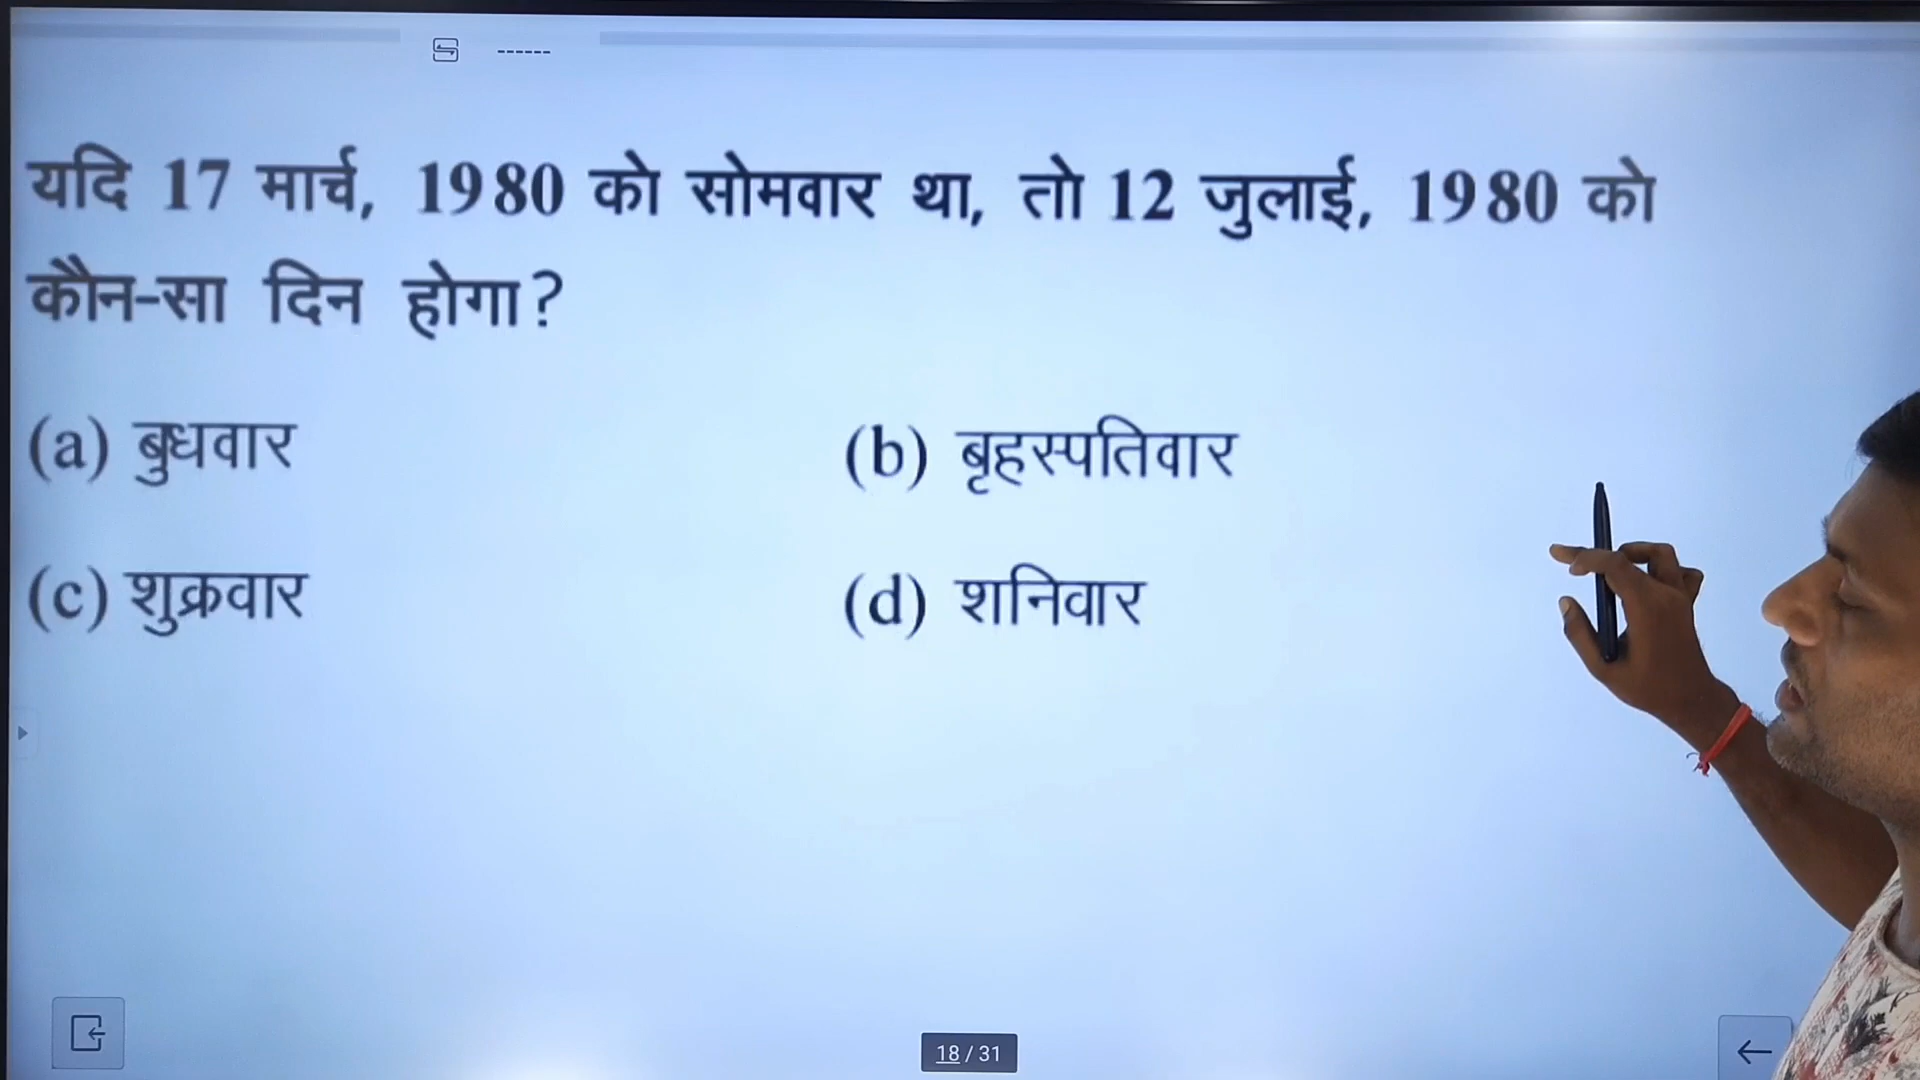 ------
यदि 17 मार्च, 1980 को सोमवार था, तो 12 जुलाई, 1980 को
कौन-सा दिन होगा?
(a) बुधवार (b) बृहस्पतिवार
(c) शुक्रवार (d) शनिवार
18 / 31